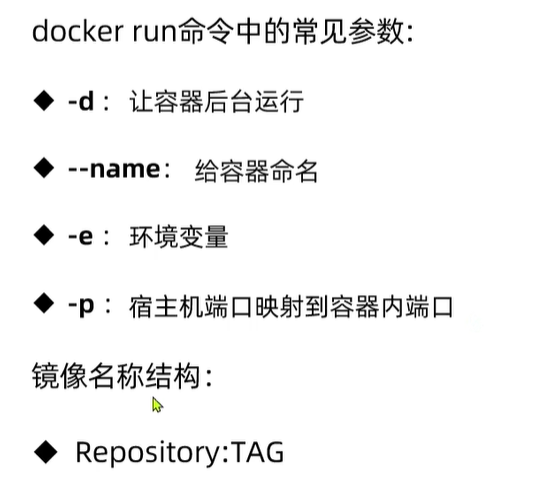 docker run命令中的常见参数:
◆ -d： 让容器后台运行
◆ --name： 给容器命名
◆ -e： 环境变量
◆ -p： 宿主机端口映射到容器内端口
镜像名称结构：
◆ Repository:TAG